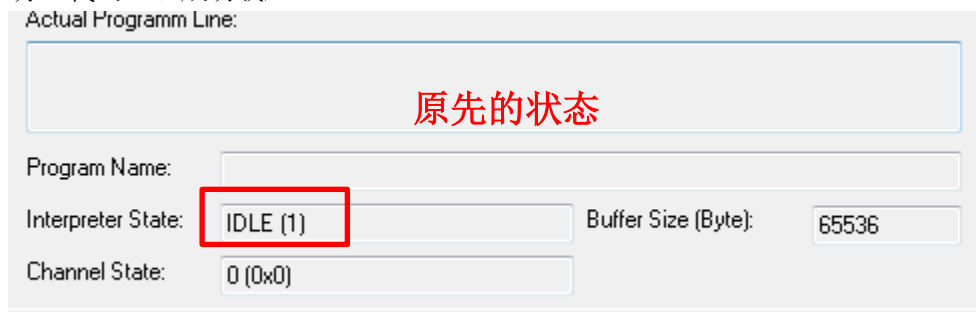 Actual Programm Line:
原先的状态
Program Name:
Interpreter State: IDLE (1) Buffer Size (Byte): 65536
Channel State: 0 (0x0)